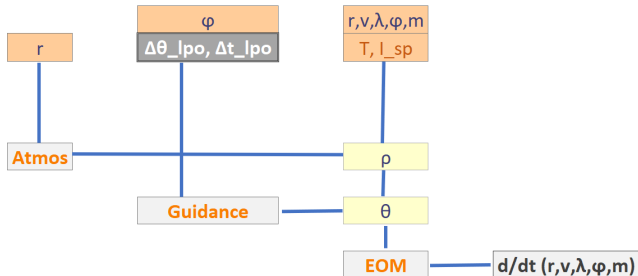 φ
r,v,λ,φ,m
r
Δθ_lpo, Δt_lpo
T, I_sp
Atmos
ρ
Guidance
θ
EOM
d/dt (r,v,λ,φ,m)